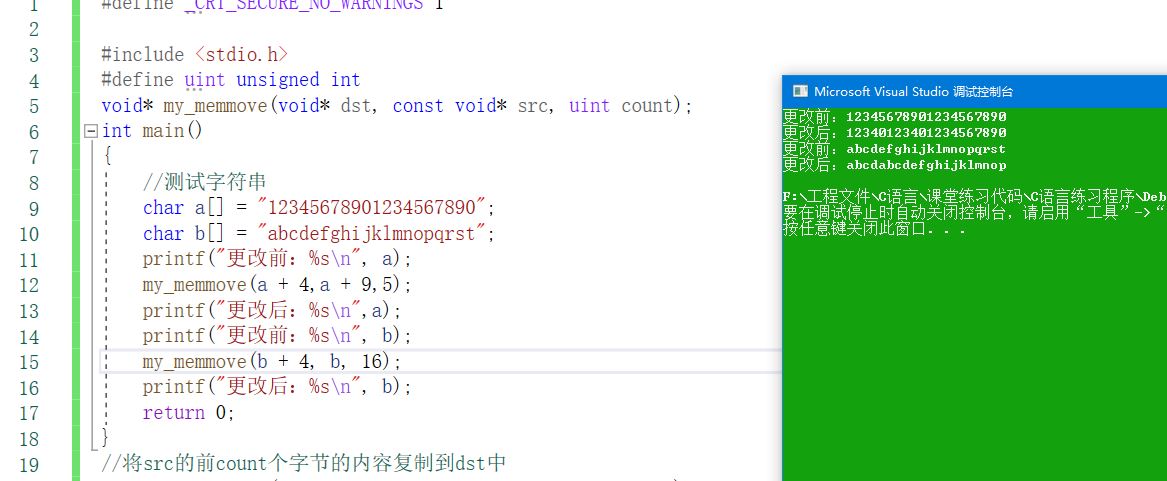 1 #define _CRT_SECURE_NO_WARNINGS 1
2
3 #include <stdio.h>
4 #define uint unsigned int
5 void* my_memmove(void* dst, const void* src, uint count);
6 int main()
7 {
8 //测试字符串
9 char a[] = "12345678901234567890";
10 char b[] = "abcdefghijklmnopqrst";
11 printf("更改前：%s\n", a);
12 my_memmove(a + 4,a + 9,5);
13 printf("更改后：%s\n",a);
14 printf("更改前：%s\n", b);
15 my_memmove(b + 4, b, 16);
16 printf("更改后：%s\n", b);
17 return 0;
18 }
19 //将src的前count个字节的内容复制到dst中
Microsoft Visual Studio 调试控制台
更改前：12345678901234567890
更改后：12340123401234567890
更改前：abcdefghijklmnopqrst
更改后：abcdabcdefghijklmnop
F:\工程文件\C语言\课堂练习代码\C语言练习程序\Deb
要在调试停止时自动关闭控制台，请启用“工具”->“
按任意键关闭此窗口. . .